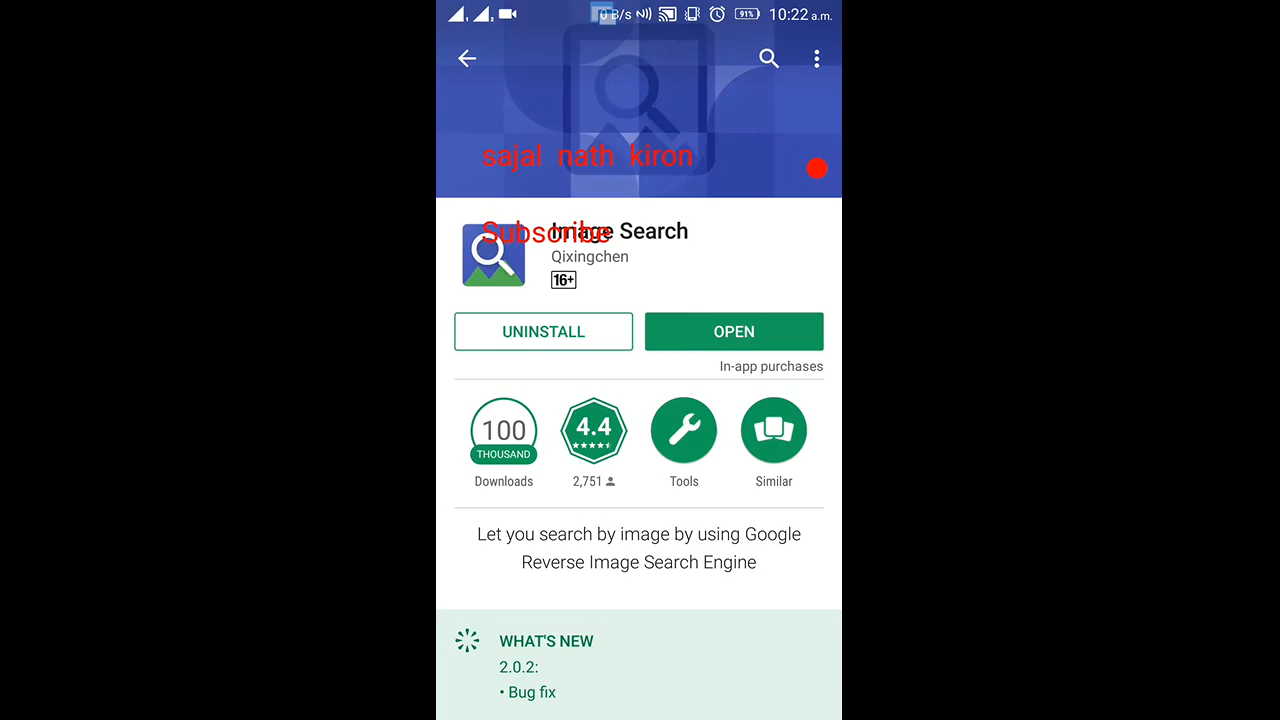 0 B/s 91% 10:22 a.m.
sajal nath kiron
Subscribe
Image Search
Qixingchen
16+
UNINSTALL OPEN
In-app purchases
100 4.4
THOUSAND
Downloads 2,751 Tools Similar
Let you search by image by using Google
Reverse Image Search Engine
WHAT'S NEW
2.0.2:
• Bug fix